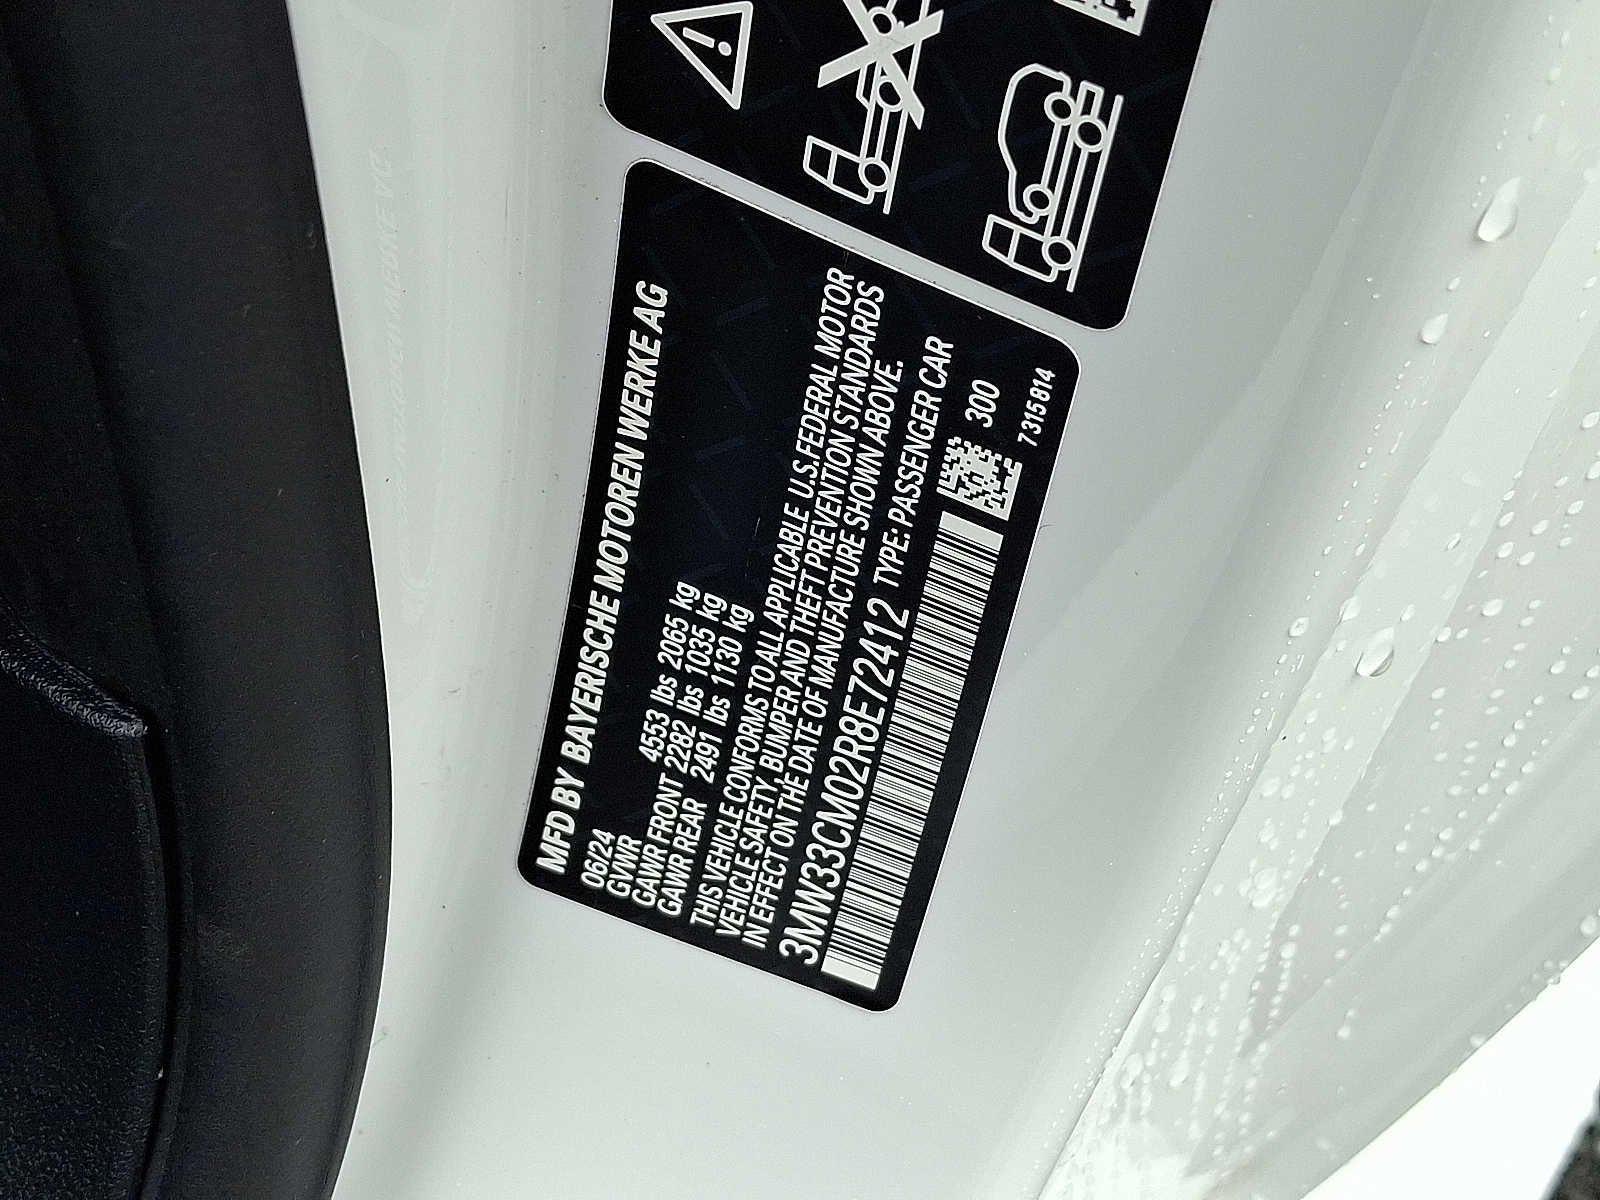 MFD BY BAYERISCHE MOTOREN WERKE AG
06/24
GVWR 4553 lbs 2065 kg
GAWR FRONT 2282 lbs 1035 kg
GAWR REAR 2491 lbs 1130 kg
THIS VEHICLE CONFORMS TO ALL APPLICABLE U.S. FEDERAL MOTOR
VEHICLE SAFETY, BUMPER AND THEFT PREVENTION STANDARDS
IN EFFECT ON THE DATE OF MANUFACTURE SHOWN ABOVE.
3MW33CM02R8E72412 TYPE: PASSENGER CAR
300
7315814